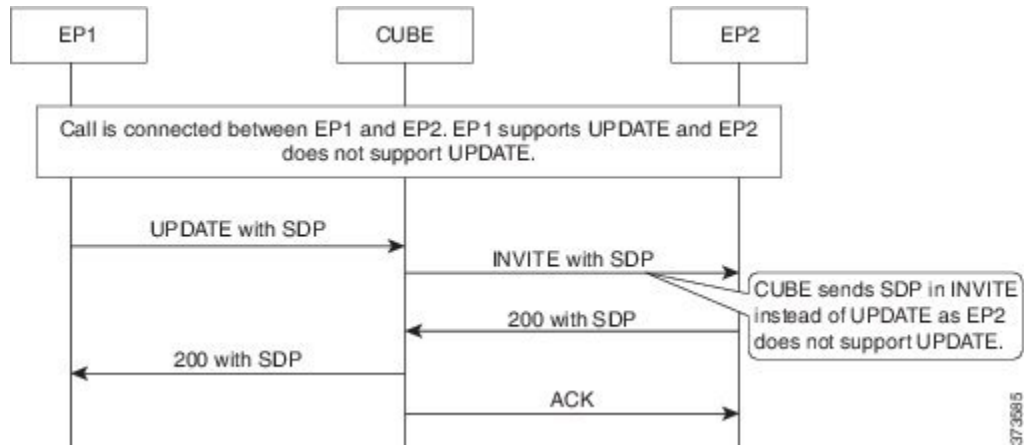 EP1
CUBE
EP2
Call is connected between EP1 and EP2. EP1 supports UPDATE and EP2
does not support UPDATE.
UPDATE with SDP
INVITE with SDP
CUBE sends SDP in INVITE
instead of UPDATE as EP2
does not support UPDATE.
200 with SDP
200 with SDP
ACK
373585